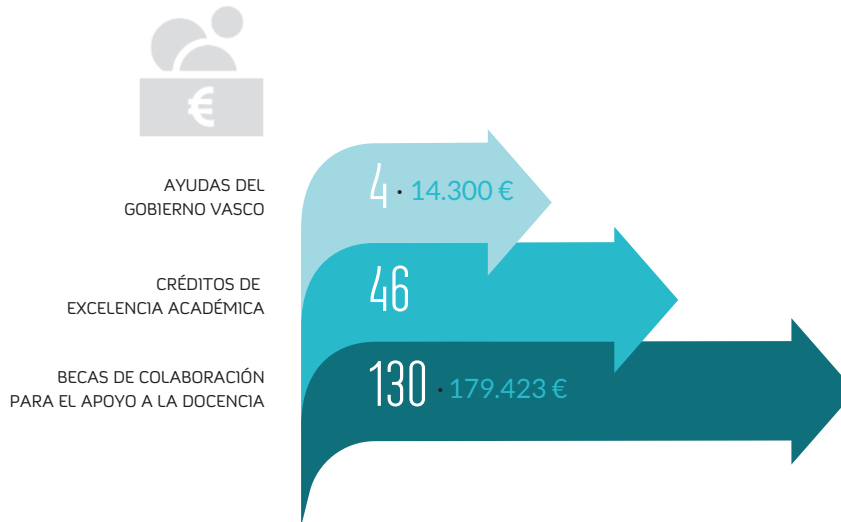 €
AYUDAS DEL
GOBIERNO VASCO
4 · 14.300 €
CRÉDITOS DE
EXCELENCIA ACADÉMICA
46
BECAS DE COLABORACIÓN
PARA EL APOYO A LA DOCENCIA
130 · 179.423 €